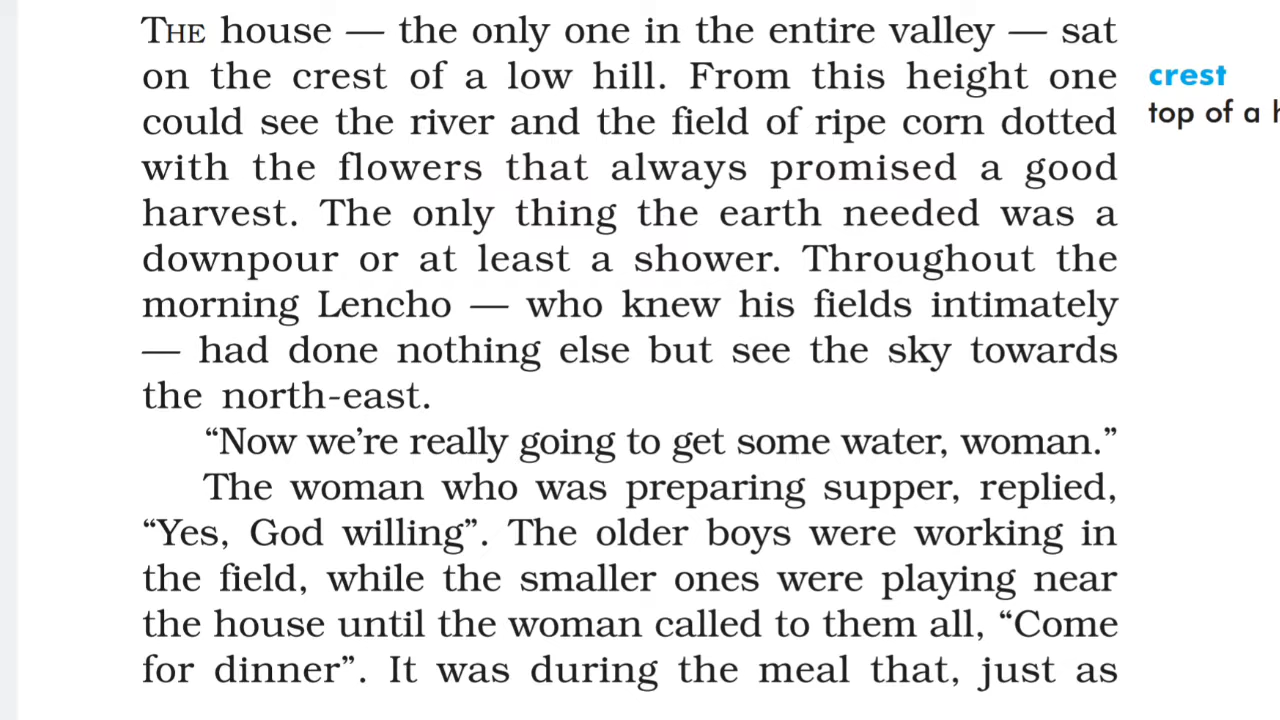 THE house — the only one in the entire valley — sat
on the crest of a low hill. From this height one
could see the river and the field of ripe corn dotted
with the flowers that always promised a good
harvest. The only thing the earth needed was a
downpour or at least a shower. Throughout the
morning Lencho — who knew his fields intimately
— had done nothing else but see the sky towards
the north-east.
“Now we’re really going to get some water, woman.”
The woman who was preparing supper, replied,
“Yes, God willing”. The older boys were working in
the field, while the smaller ones were playing near
the house until the woman called to them all, “Come
for dinner”. It was during the meal that, just as
crest
top of a